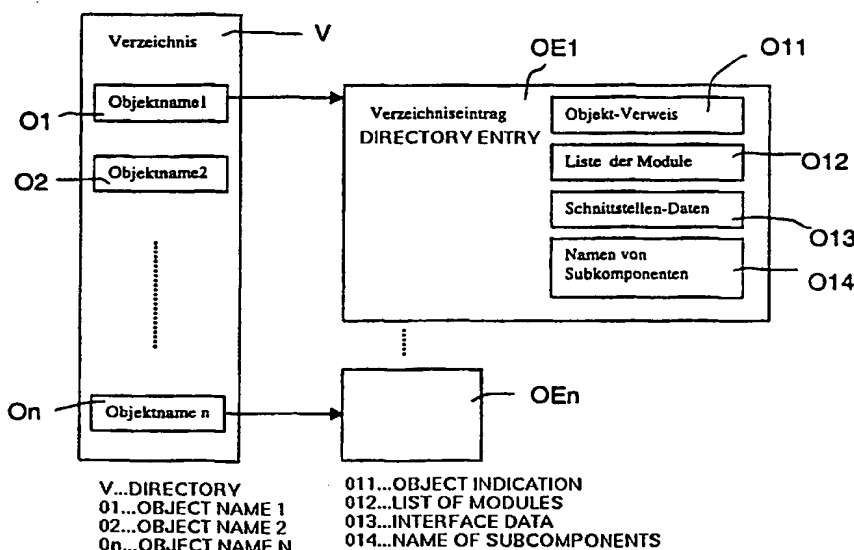 Verzeichnis
V
Objektname1
O1
Objektname2
O2
Objektname n
On
OE1
Verzeichniseintrag
DIRECTORY ENTRY
Objekt-Verweis
O11
Liste der Module
O12
Schnittstellen-Daten
O13
Namen von
Subkomponenten
O14
OEn
V...DIRECTORY
01...OBJECT NAME 1
02...OBJECT NAME 2
0n...OBJECT NAME N
011...OBJECT INDICATION
012...LIST OF MODULES
013...INTERFACE DATA
014...NAME OF SUBCOMPONENTS